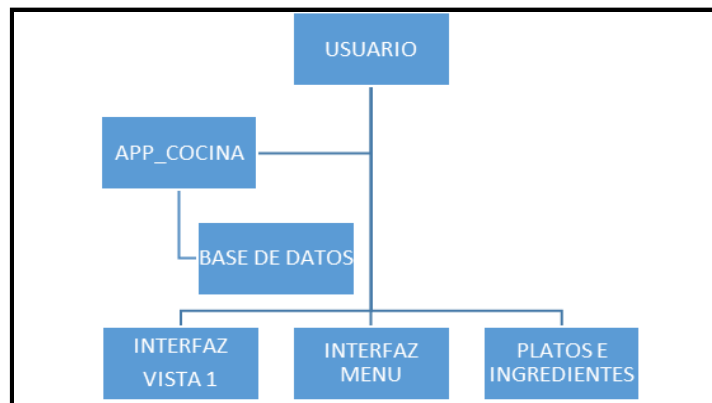 USUARIO
APP_COCINA
BASE DE DATOS
INTERFAZ
VISTA 1
INTERFAZ
MENU
PLATOS E
INGREDIENTES